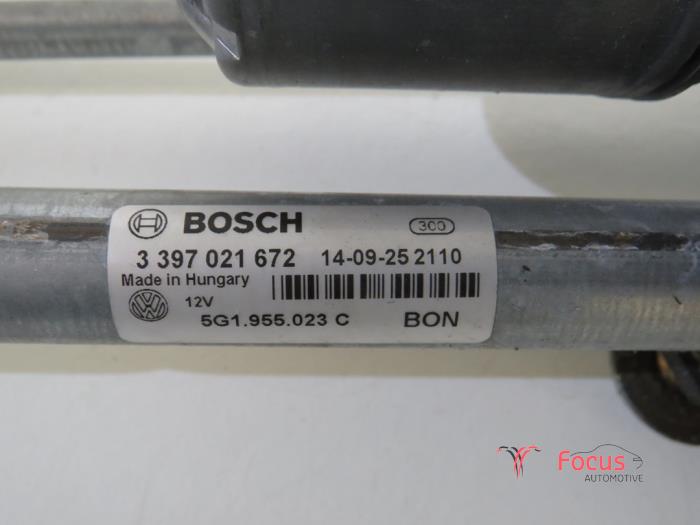 BOSCH 300
3 397 021 672 14-09-25 2110
Made in Hungary
12V
5G1.955.023 C BON
Focus
AUTOMOTIVE